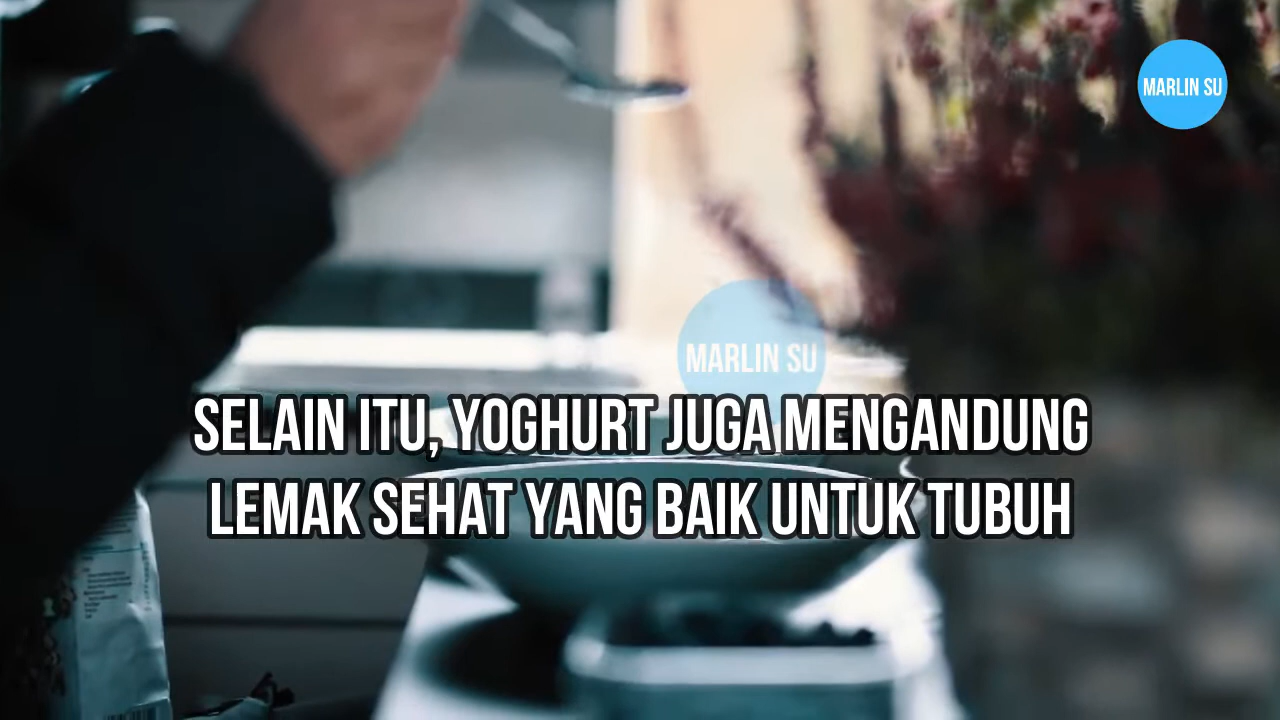 MARLIN SU
MARLIN SU
SELAIN ITU, YOGHURT JUGA MENGANDUNG
LEMAK SEHAT YANG BAIK UNTUK TUBUH